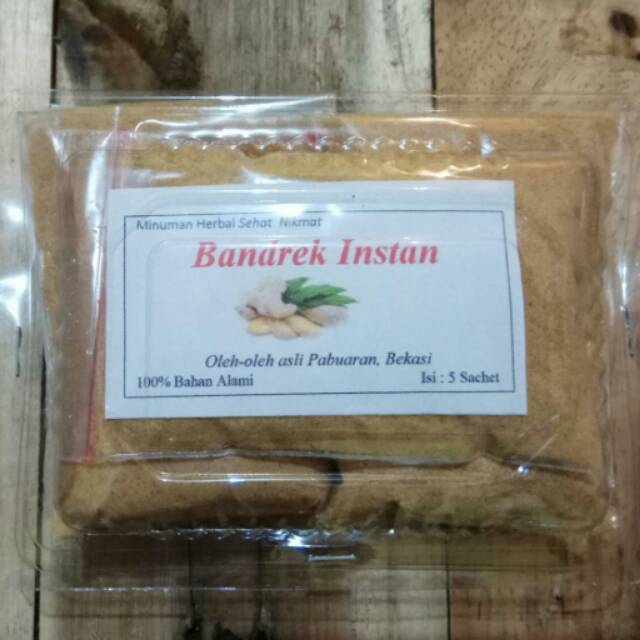 Minuman Herbal Sehat Nikmat
Bandrek Instan
Oleh-oleh asli Pabuaran, Bekasi
100% Bahan Alami
Isi : 5 Sachet